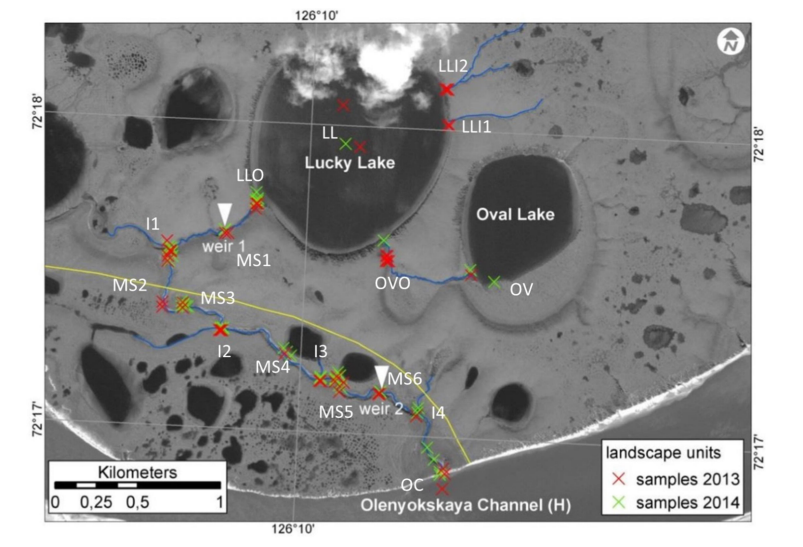 126°10'
N
LLI2
72°18'
72°18'
LL
LLI1
Lucky Lake
LLO
Oval Lake
I1
weir 1
MS1
MS2
MS3
OVO
OV
I2
I3
MS4
MS6
MS5
weir 2
I4
72°17'
72°17'
Kilometers
0 0,25 0,5 1
OC
Olenyokskaya Channel (H)
landscape units
samples 2013
samples 2014
126°10'